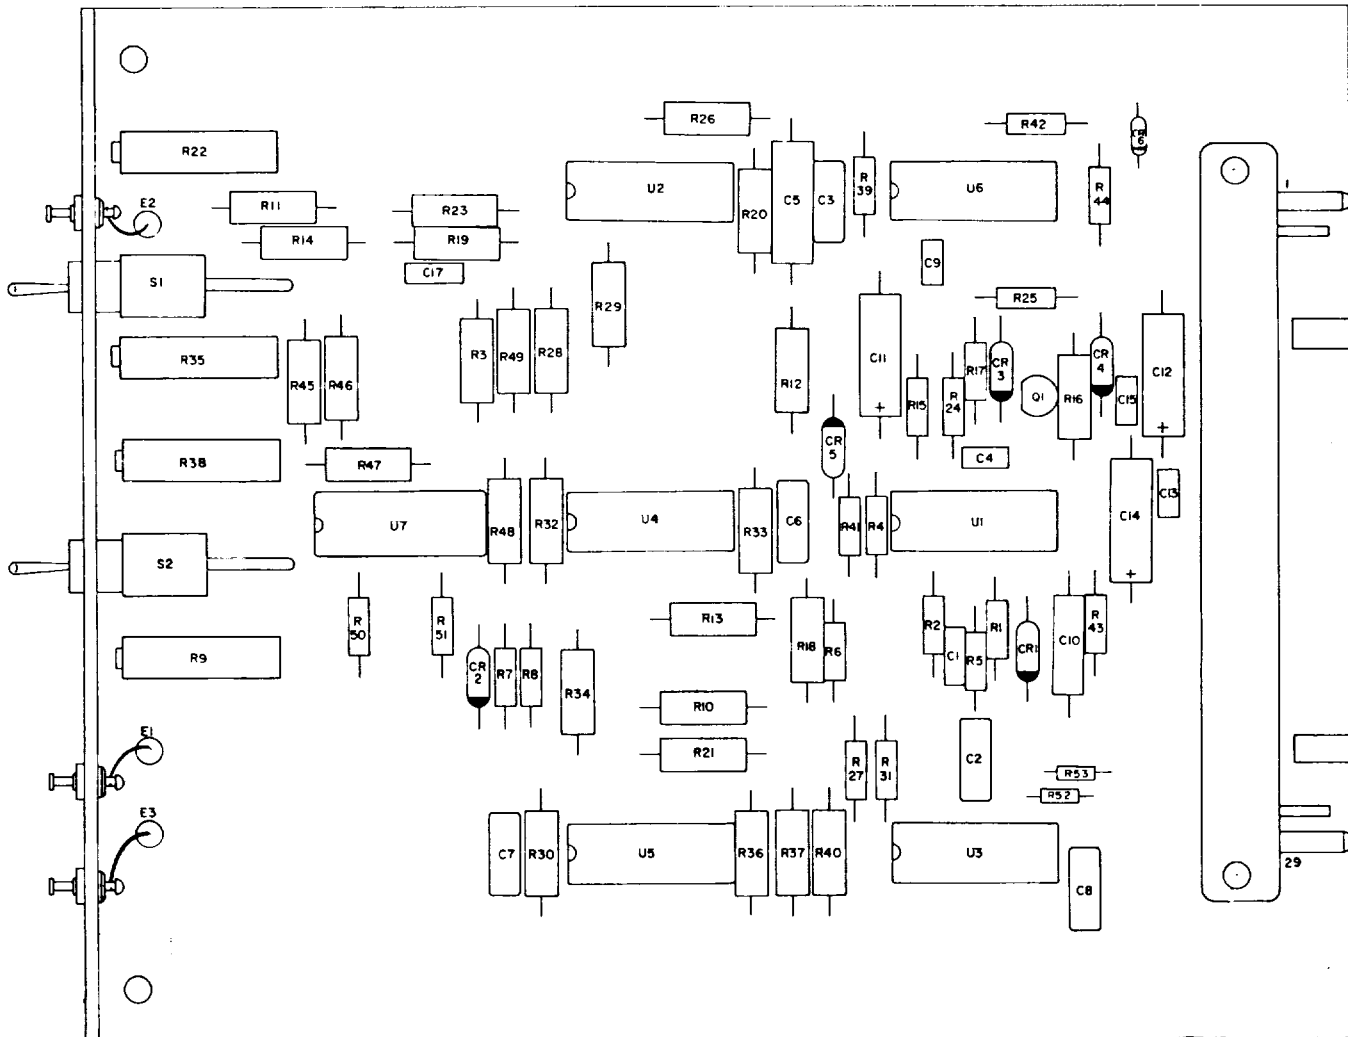 R26
R42
CR
6
R22
U2
R
39
U6
1
R
44
E2
R11
R23
R20
C5
C3
R14
R19
C17
C9
S1
R29
R25
R35
R3
R49
R28
C11
R17
CR
3
CR
4
C12
R45
R46
R12
R15
R
24
Q1
R16
C15
+
+
R38
R47
CR
5
C4
C13
U7
R48
R32
U4
R33
C6
R41
R4
U1
C14
S2
+
R
50
R
51
R13
R2
R1
R
43
R9
CR
2
R7
R8
R34
R18
R6
C1
R5
CR1
C10
R10
E1
R21
R
27
R
31
C2
R53
R52
E3
C7
R30
U5
R36
R37
R40
U3
29
C8